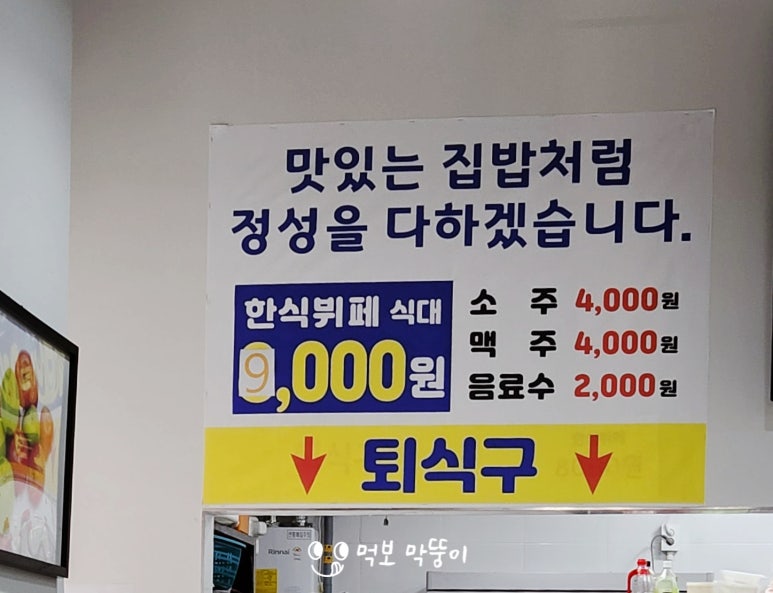 맛있는 집밥처럼
정성을 다하겠습니다.
한식뷔페 식대
9,000원
소 주 4,000원
맥 주 4,000원
음료수 2,000원
↓ 퇴식구 ↓
Rinnai
먹보 막뚱이